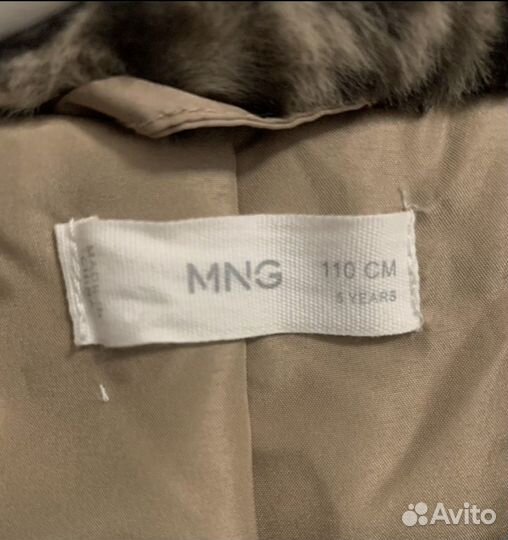 MNG
110 CM
5 YEARS
Avito